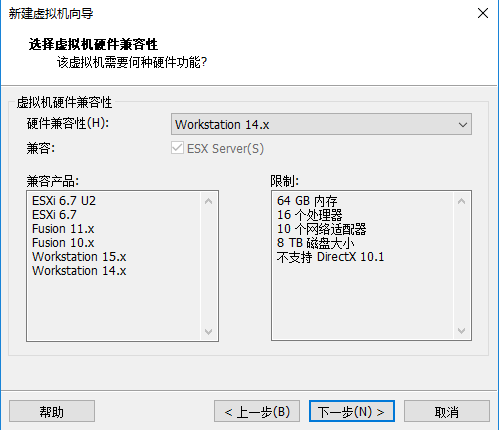 新建虚拟机向导
选择虚拟机硬件兼容性
该虚拟机需要何种硬件功能?
虚拟机硬件兼容性
硬件兼容性(H):
Workstation 14.x
兼容:
ESX Server(S)
兼容产品:
ESXi 6.7 U2
ESXi 6.7
Fusion 11.x
Fusion 10.x
Workstation 15.x
Workstation 14.x
限制:
64 GB 内存
16 个处理器
10 个网络适配器
8 TB 磁盘大小
不支持 DirectX 10.1
帮助
< 上一步(B)
下一步(N) >
取消